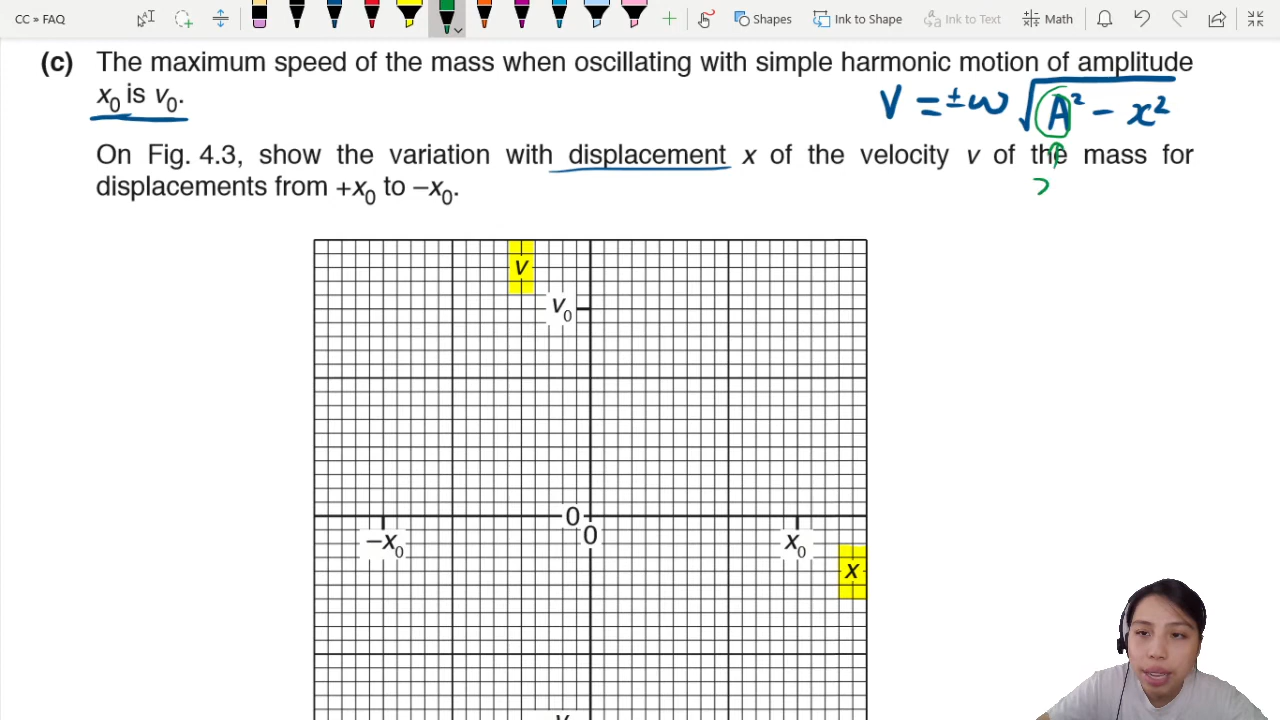 CC » FAQ
Shapes
Ink to Shape
Ink to Text
Math
(c) The maximum speed of the mass when oscillating with simple harmonic motion of amplitude
x₀ is v₀.
V = ±ω √(A² − x²)
On Fig. 4.3, show the variation with displacement x of the velocity v of the mass for
displacements from +x₀ to −x₀.
v
v₀
0
0
−x₀
x₀
x